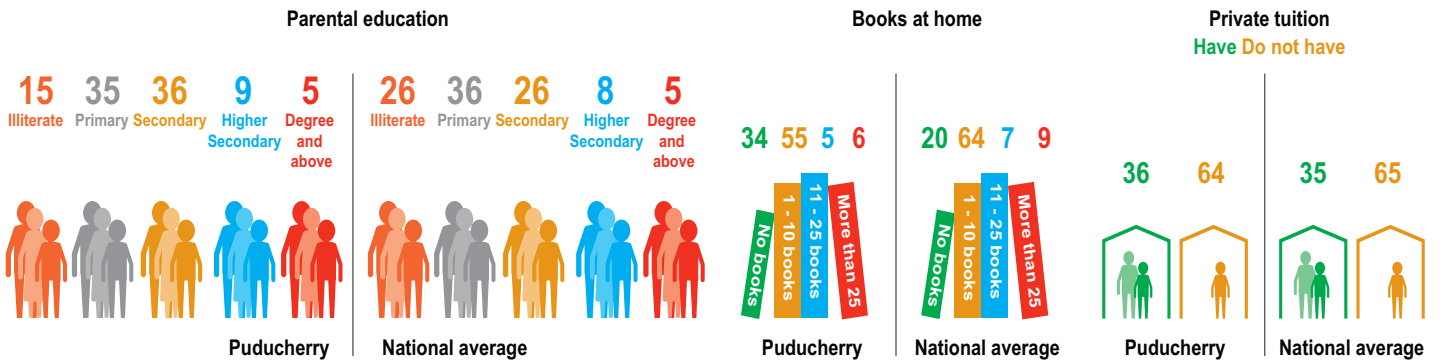 Parental education
15 35 36 9 5
Illiterate Primary Secondary Higher Secondary Degree and above
26 36 26 8 5
Illiterate Primary Secondary Higher Secondary Degree and above
Puducherry National average
Books at home
34 55 5 6
No books
1 - 10 books
11 - 25 books
More than 25
20 64 7 9
No books
1 - 10 books
11 - 25 books
More than 25
Puducherry National average
Private tuition
Have Do not have
36 64
35 65
Puducherry National average